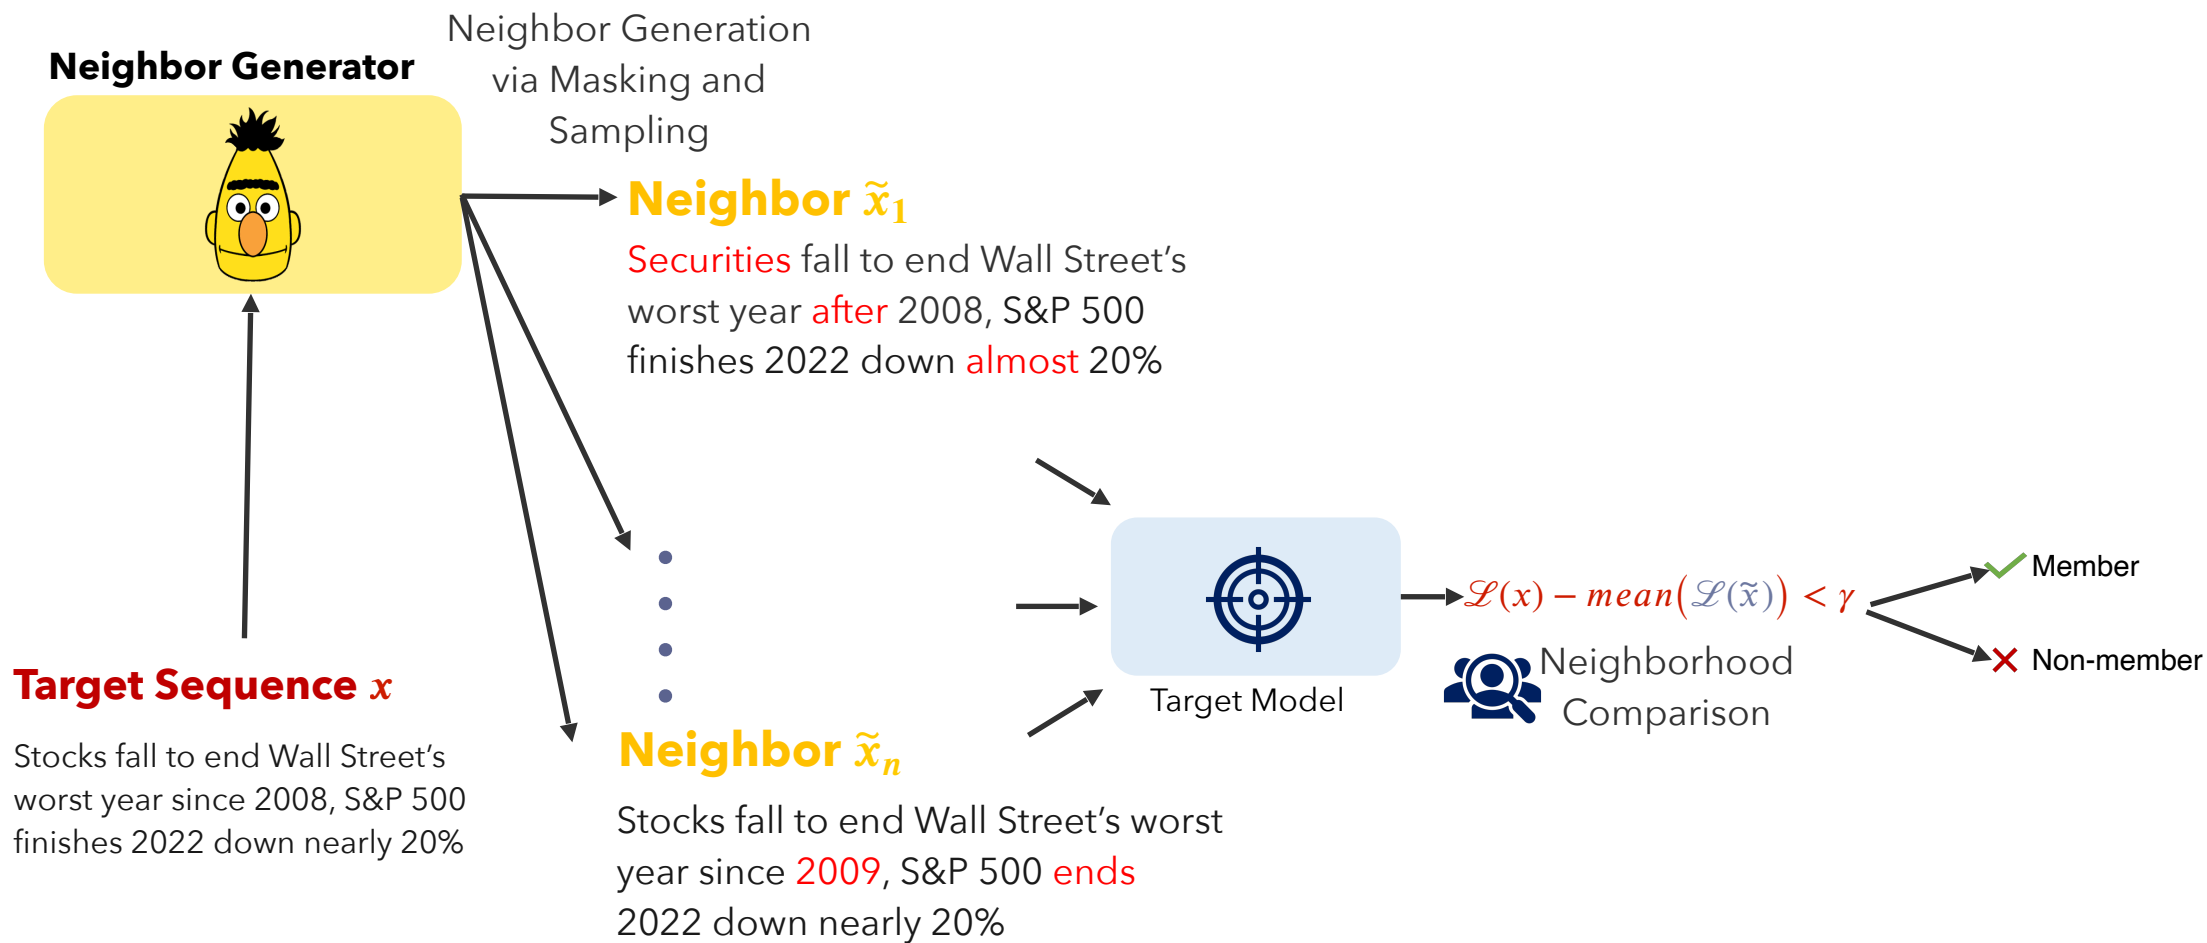 Neighbor Generator
Neighbor Generation
via Masking and
Sampling
Neighbor x̃₁
Securities fall to end Wall Street’s
worst year after 2008, S&P 500
finishes 2022 down almost 20%
Target Sequence x
Stocks fall to end Wall Street’s
worst year since 2008, S&P 500
finishes 2022 down nearly 20%
Neighbor x̃ₙ
Stocks fall to end Wall Street’s worst
year since 2009, S&P 500 ends
2022 down nearly 20%
Target Model
ℒ(x) − mean(ℒ(x̃)) < γ
Neighborhood
Comparison
Member
Non-member